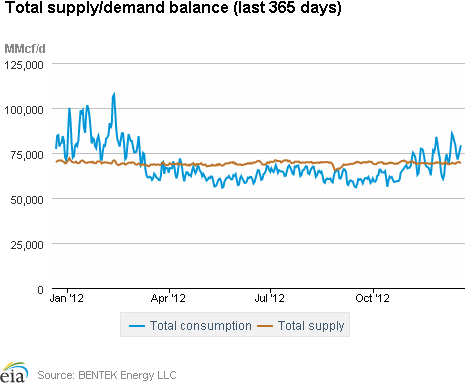 Total supply/demand balance (last 365 days)
MMcf/d
125,000
100,000
75,000
50,000
25,000
0
Jan '12 Apr '12 Jul '12 Oct '12
Total consumption Total supply
eia Source: BENTEK Energy LLC